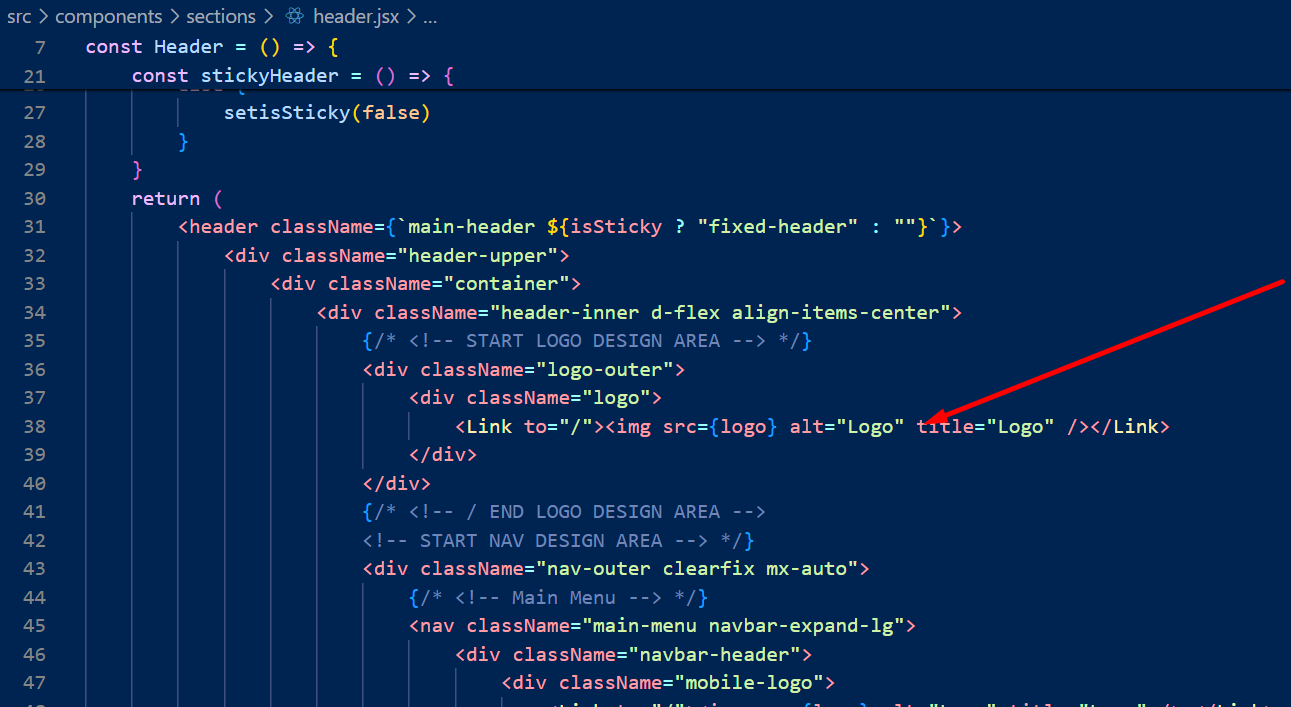 src > components > sections > header.jsx > ...
7 const Header = () => {
21 const stickyHeader = () => {
27 setisSticky(false)
28 }
29 }
30 return (
31 <header className={`main-header ${isSticky ? "fixed-header" : ""}`}>
32 <div className="header-upper">
33 <div className="container">
34 <div className="header-inner d-flex align-items-center">
35 {/* <!-- START LOGO DESIGN AREA --> */}
36 <div className="logo-outer">
37 <div className="logo">
38 <Link to="/"><img src={logo} alt="Logo" title="Logo" /></Link>
39 </div>
40 </div>
41 {/* <!-- / END LOGO DESIGN AREA -->
42 <!-- START NAV DESIGN AREA --> */}
43 <div className="nav-outer clearfix mx-auto">
44 {/* <!-- Main Menu --> */}
45 <nav className="main-menu navbar-expand-lg">
46 <div className="navbar-header">
47 <div className="mobile-logo">